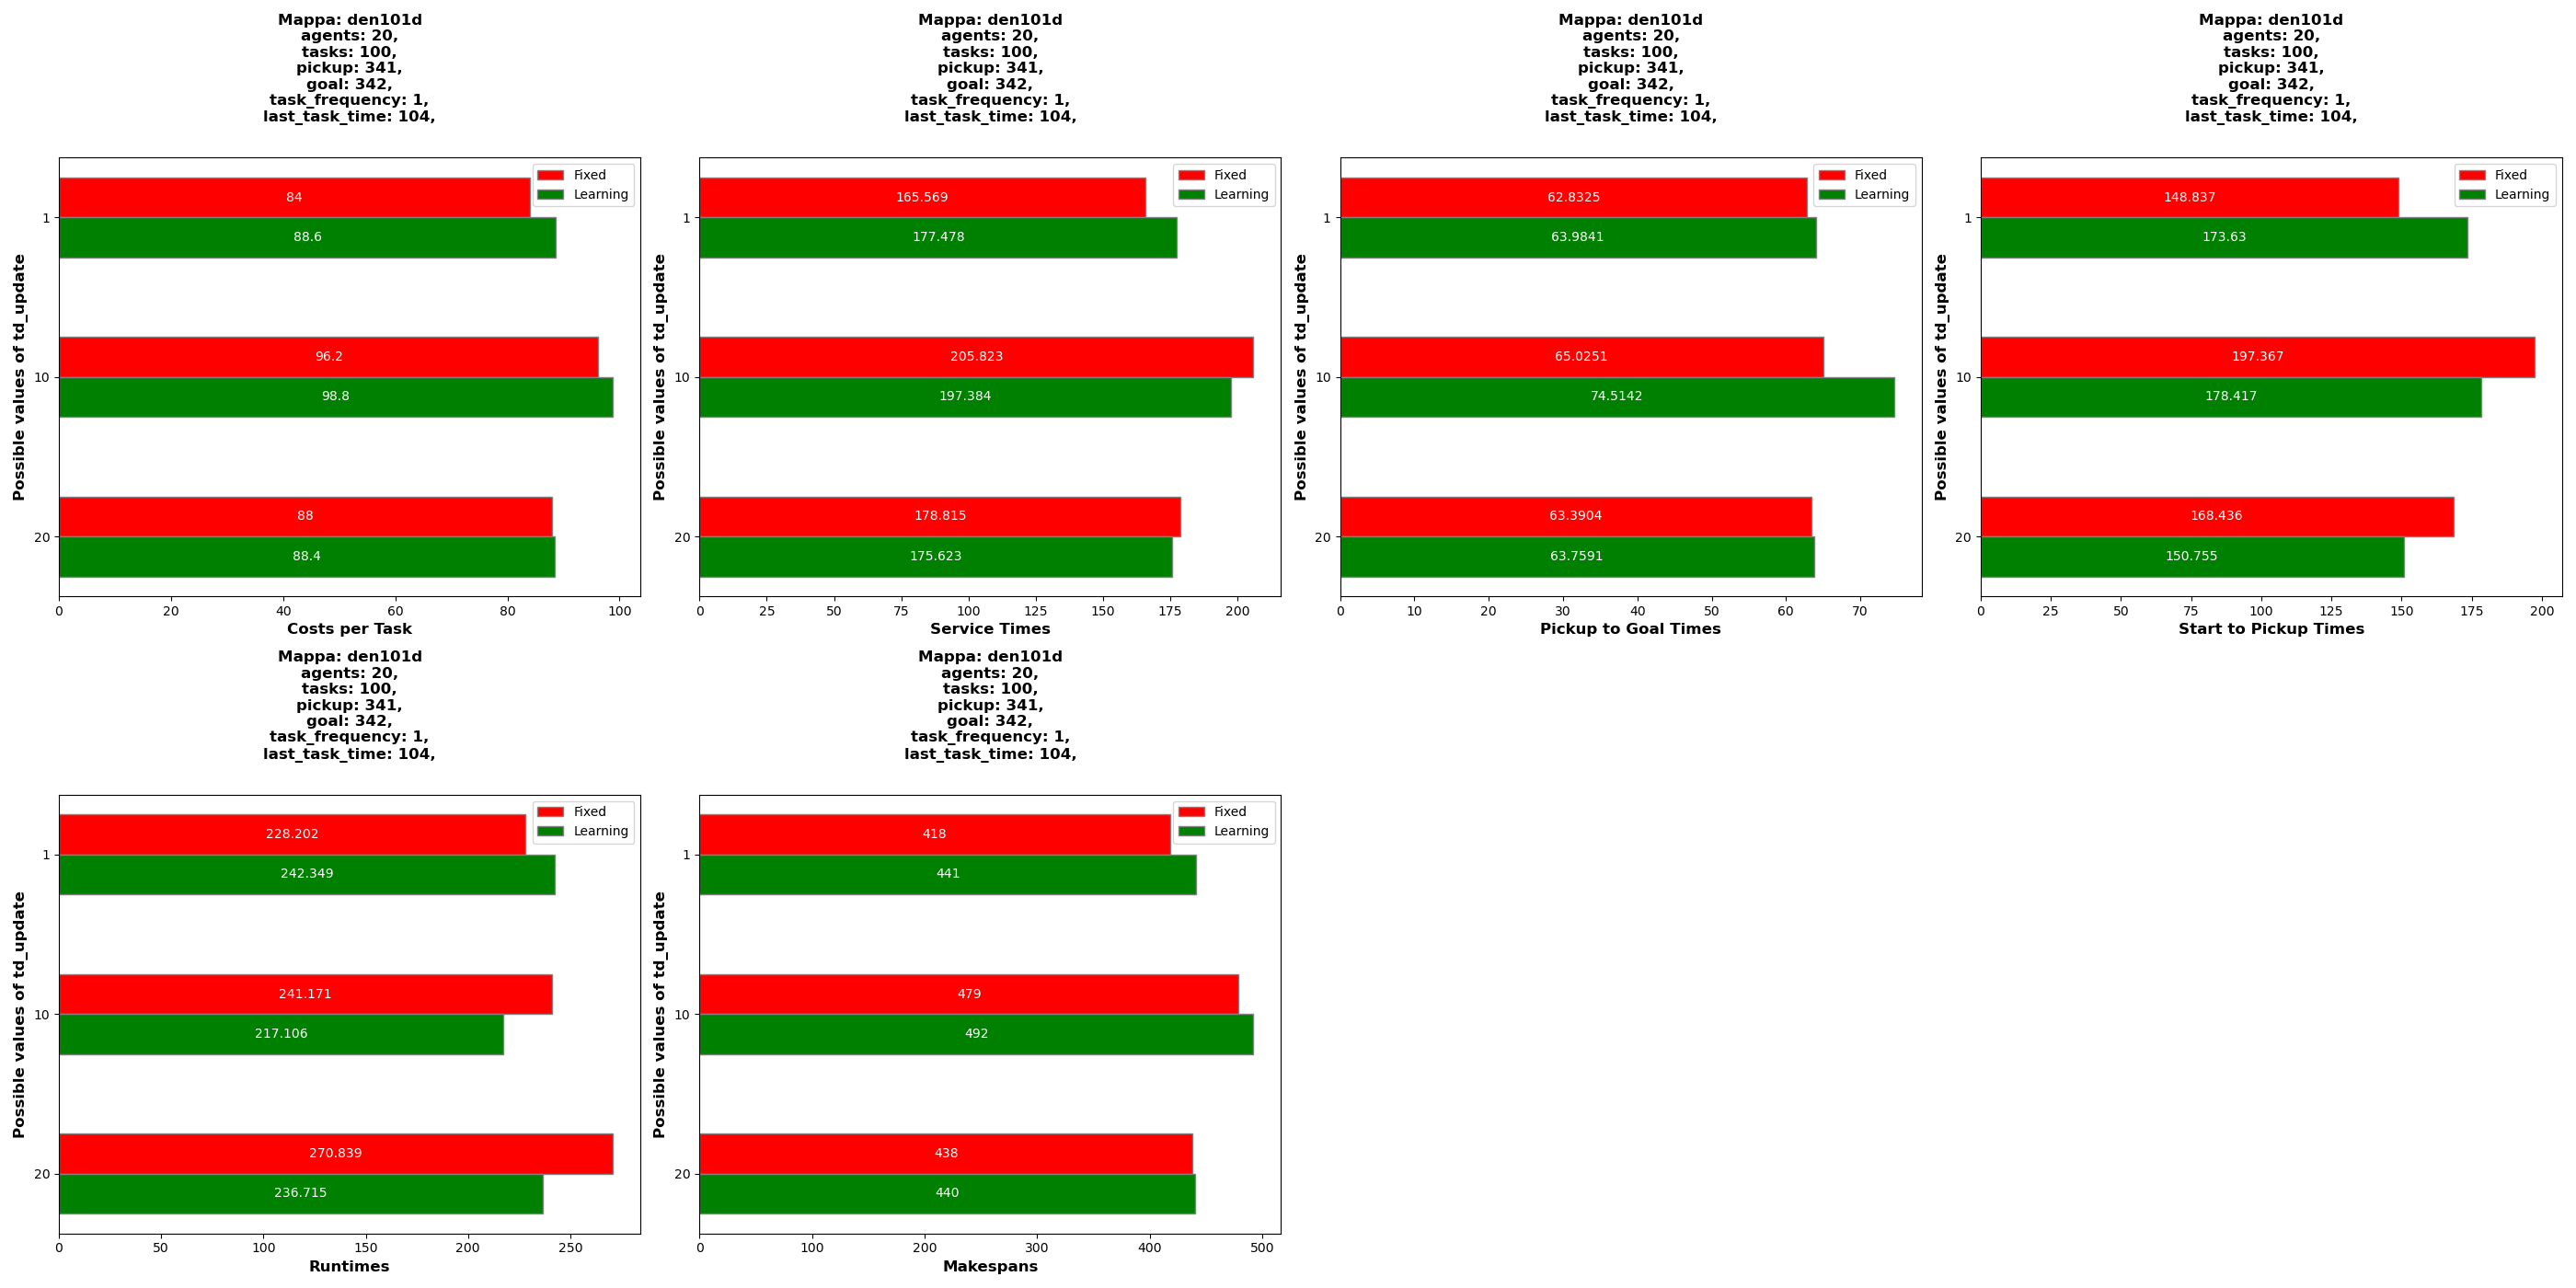 Mappa: den101d
agents: 20,
tasks: 100,
pickup: 341,
goal: 342,
task_frequency: 1,
last_task_time: 104,
Fixed
Learning
Possible values of td_update
1
10
20
84
88.6
96.2
98.8
88
88.4
0 20 40 60 80 100
Costs per Task
Mappa: den101d
agents: 20,
tasks: 100,
pickup: 341,
goal: 342,
task_frequency: 1,
last_task_time: 104,
Fixed
Learning
Possible values of td_update
1
10
20
165.569
177.478
205.823
197.384
178.815
175.623
0 25 50 75 100 125 150 175 200
Service Times
Mappa: den101d
agents: 20,
tasks: 100,
pickup: 341,
goal: 342,
task_frequency: 1,
last_task_time: 104,
Fixed
Learning
Possible values of td_update
1
10
20
62.8325
63.9841
65.0251
74.5142
63.3904
63.7591
0 10 20 30 40 50 60 70
Pickup to Goal Times
Mappa: den101d
agents: 20,
tasks: 100,
pickup: 341,
goal: 342,
task_frequency: 1,
last_task_time: 104,
Fixed
Learning
Possible values of td_update
1
10
20
148.837
173.63
197.367
178.417
168.436
150.755
0 25 50 75 100 125 150 175 200
Start to Pickup Times
Mappa: den101d
agents: 20,
tasks: 100,
pickup: 341,
goal: 342,
task_frequency: 1,
last_task_time: 104,
Fixed
Learning
Possible values of td_update
1
10
20
228.202
242.349
241.171
217.106
270.839
236.715
0 50 100 150 200 250
Runtimes
Mappa: den101d
agents: 20,
tasks: 100,
pickup: 341,
goal: 342,
task_frequency: 1,
last_task_time: 104,
Fixed
Learning
Possible values of td_update
1
10
20
418
441
479
492
438
440
0 100 200 300 400 500
Makespans